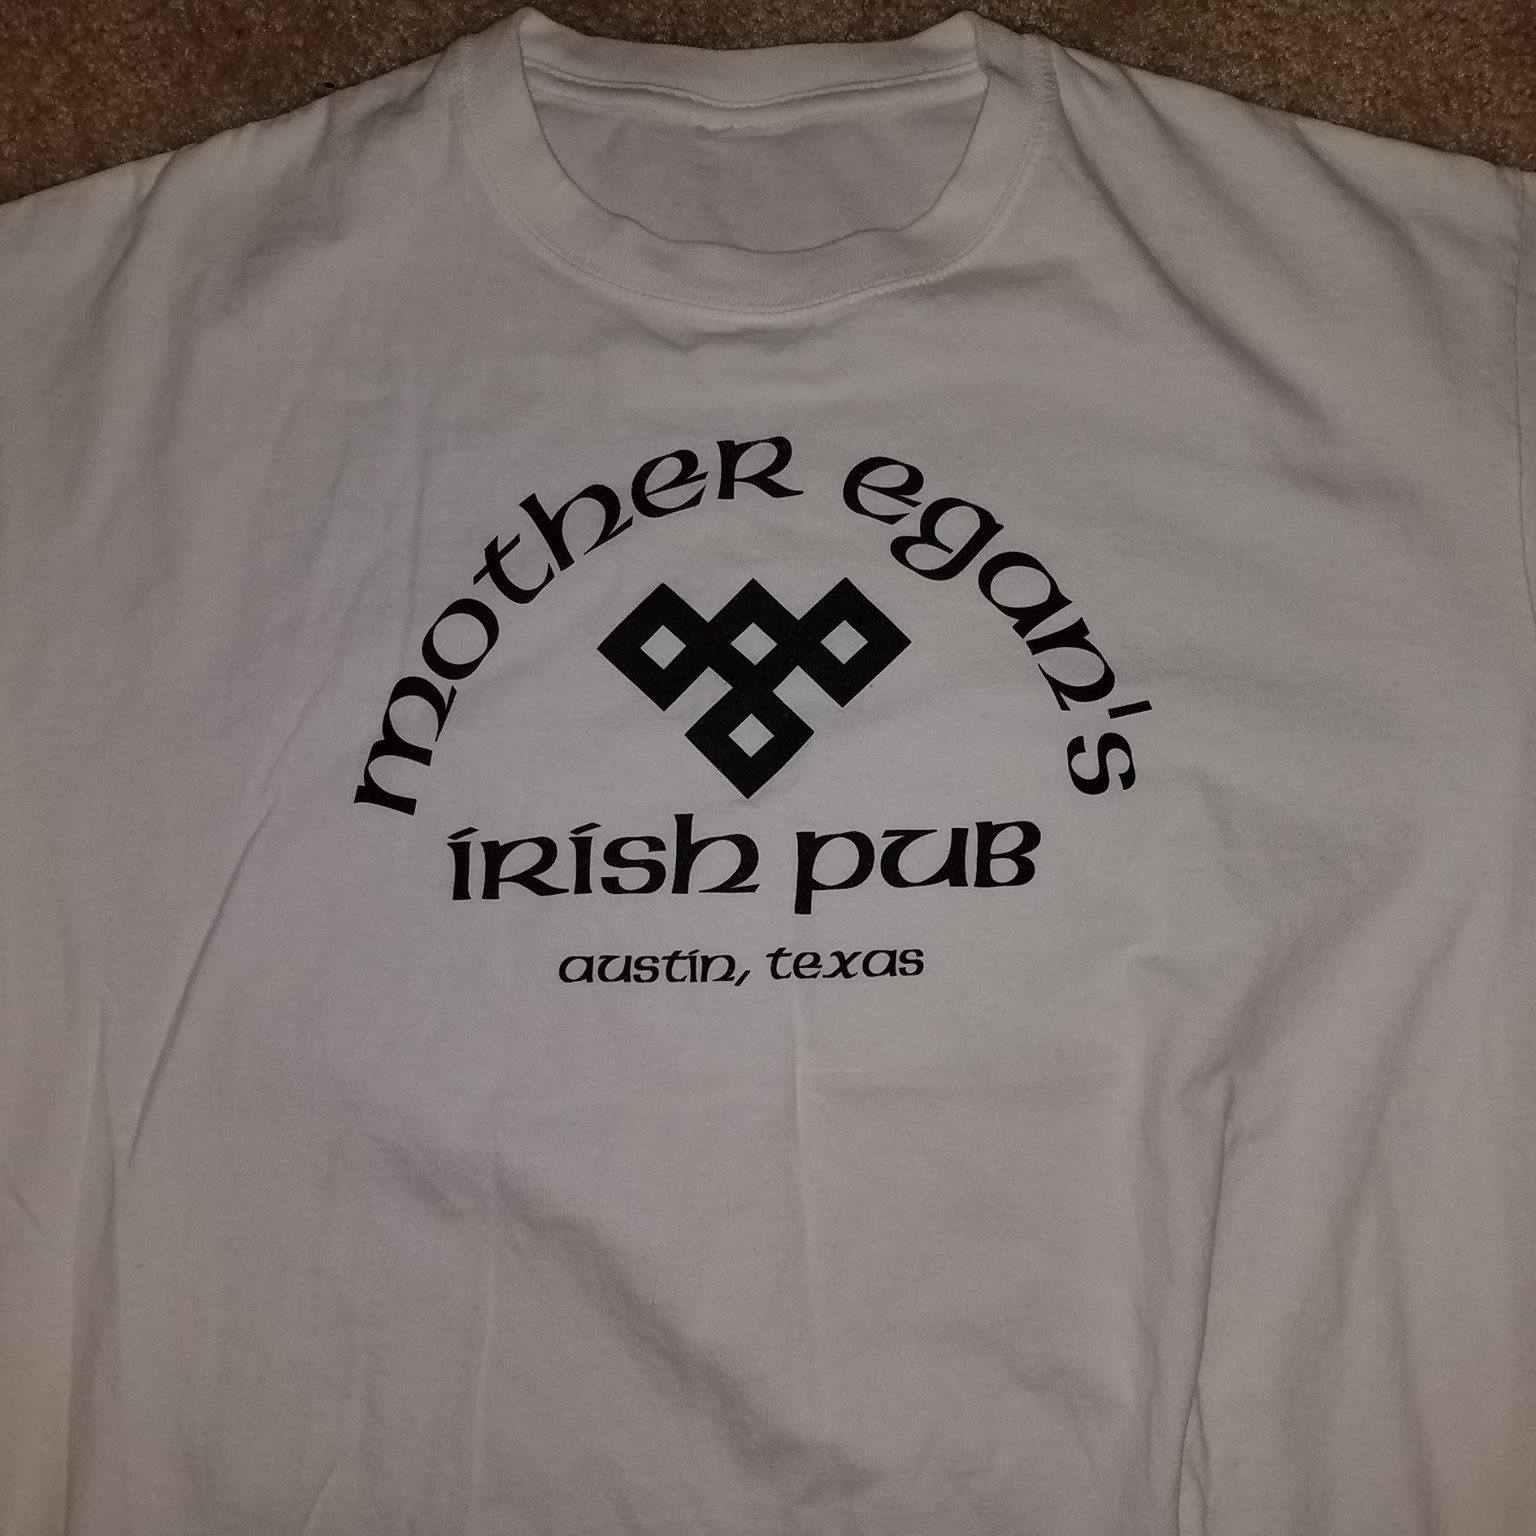 mother egan's
irish pub
austin, texas